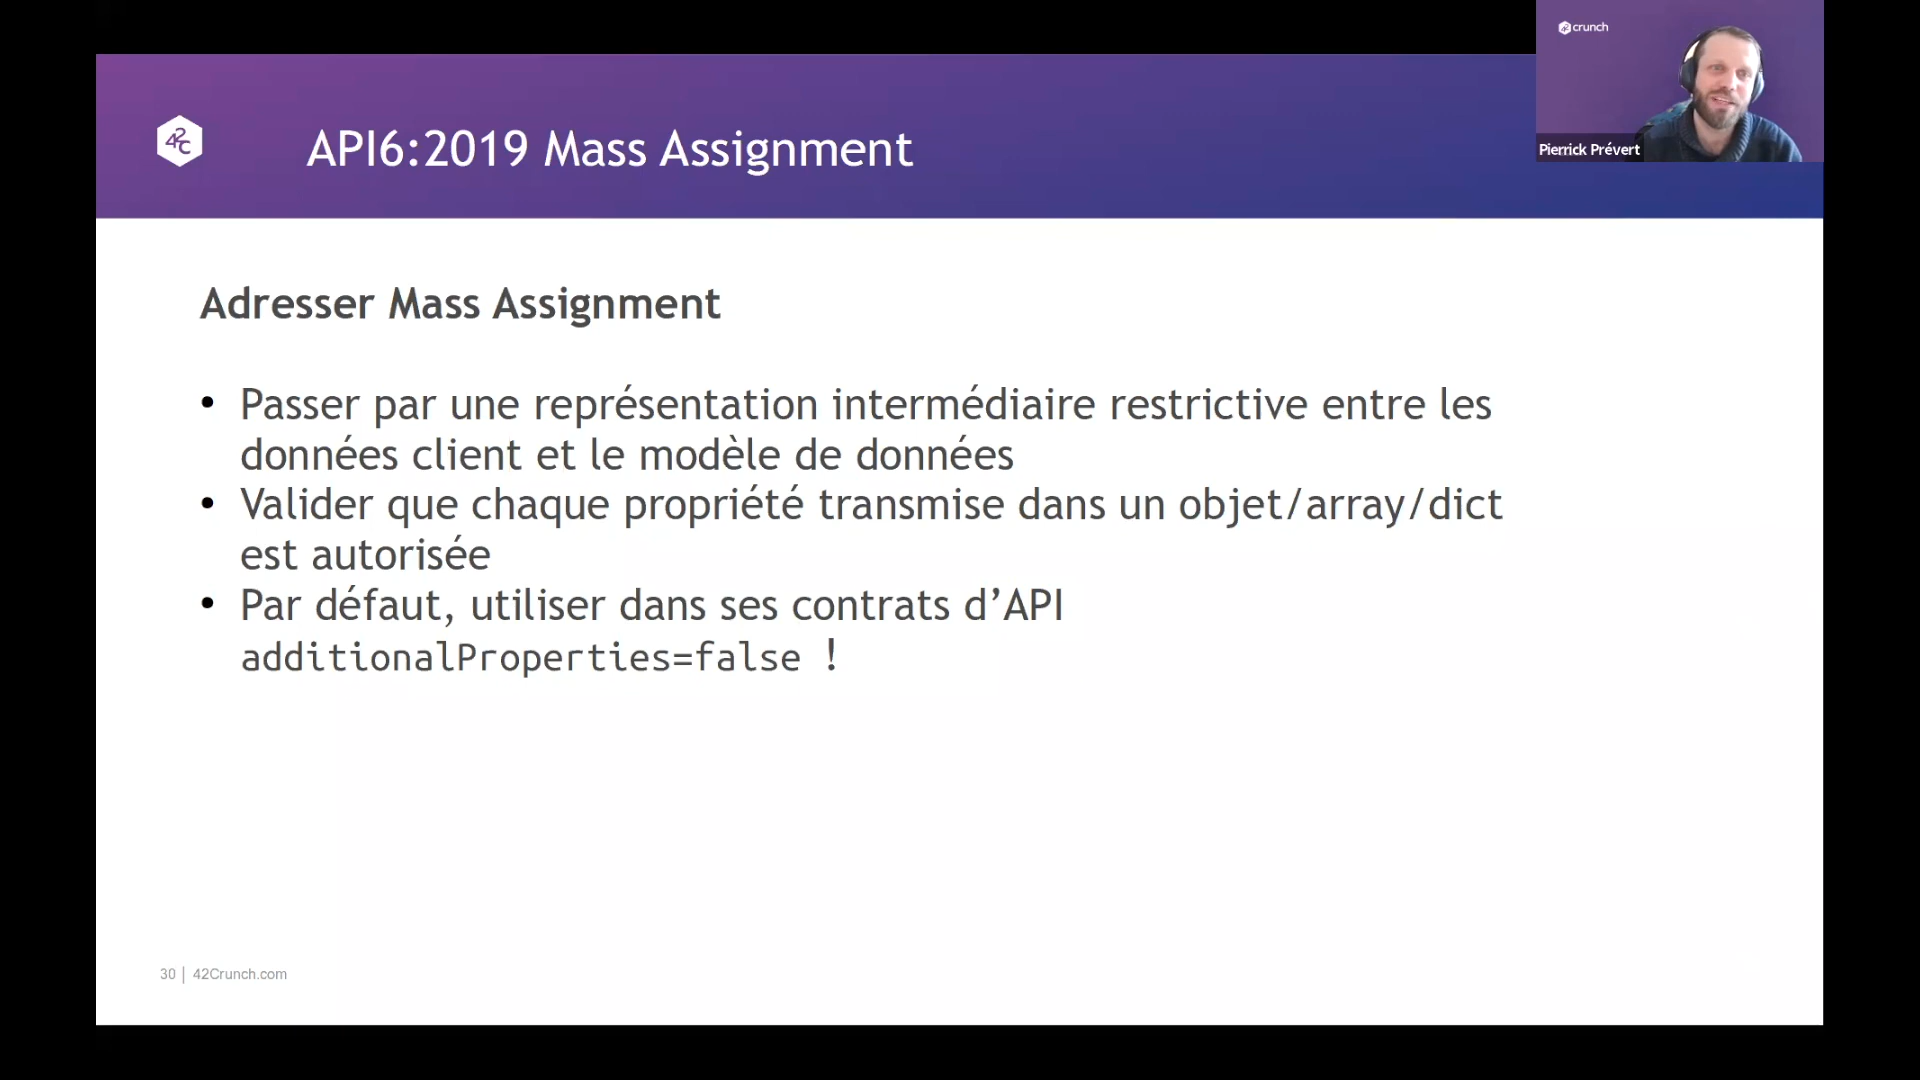 crunch
Pierrick Prévert
42C
API6:2019 Mass Assignment
Adresser Mass Assignment
• Passer par une représentation intermédiaire restrictive entre les
données client et le modèle de données
• Valider que chaque propriété transmise dans un objet/array/dict
est autorisée
• Par défaut, utiliser dans ses contrats d’API
additionalProperties=false !
30 | 42Crunch.com